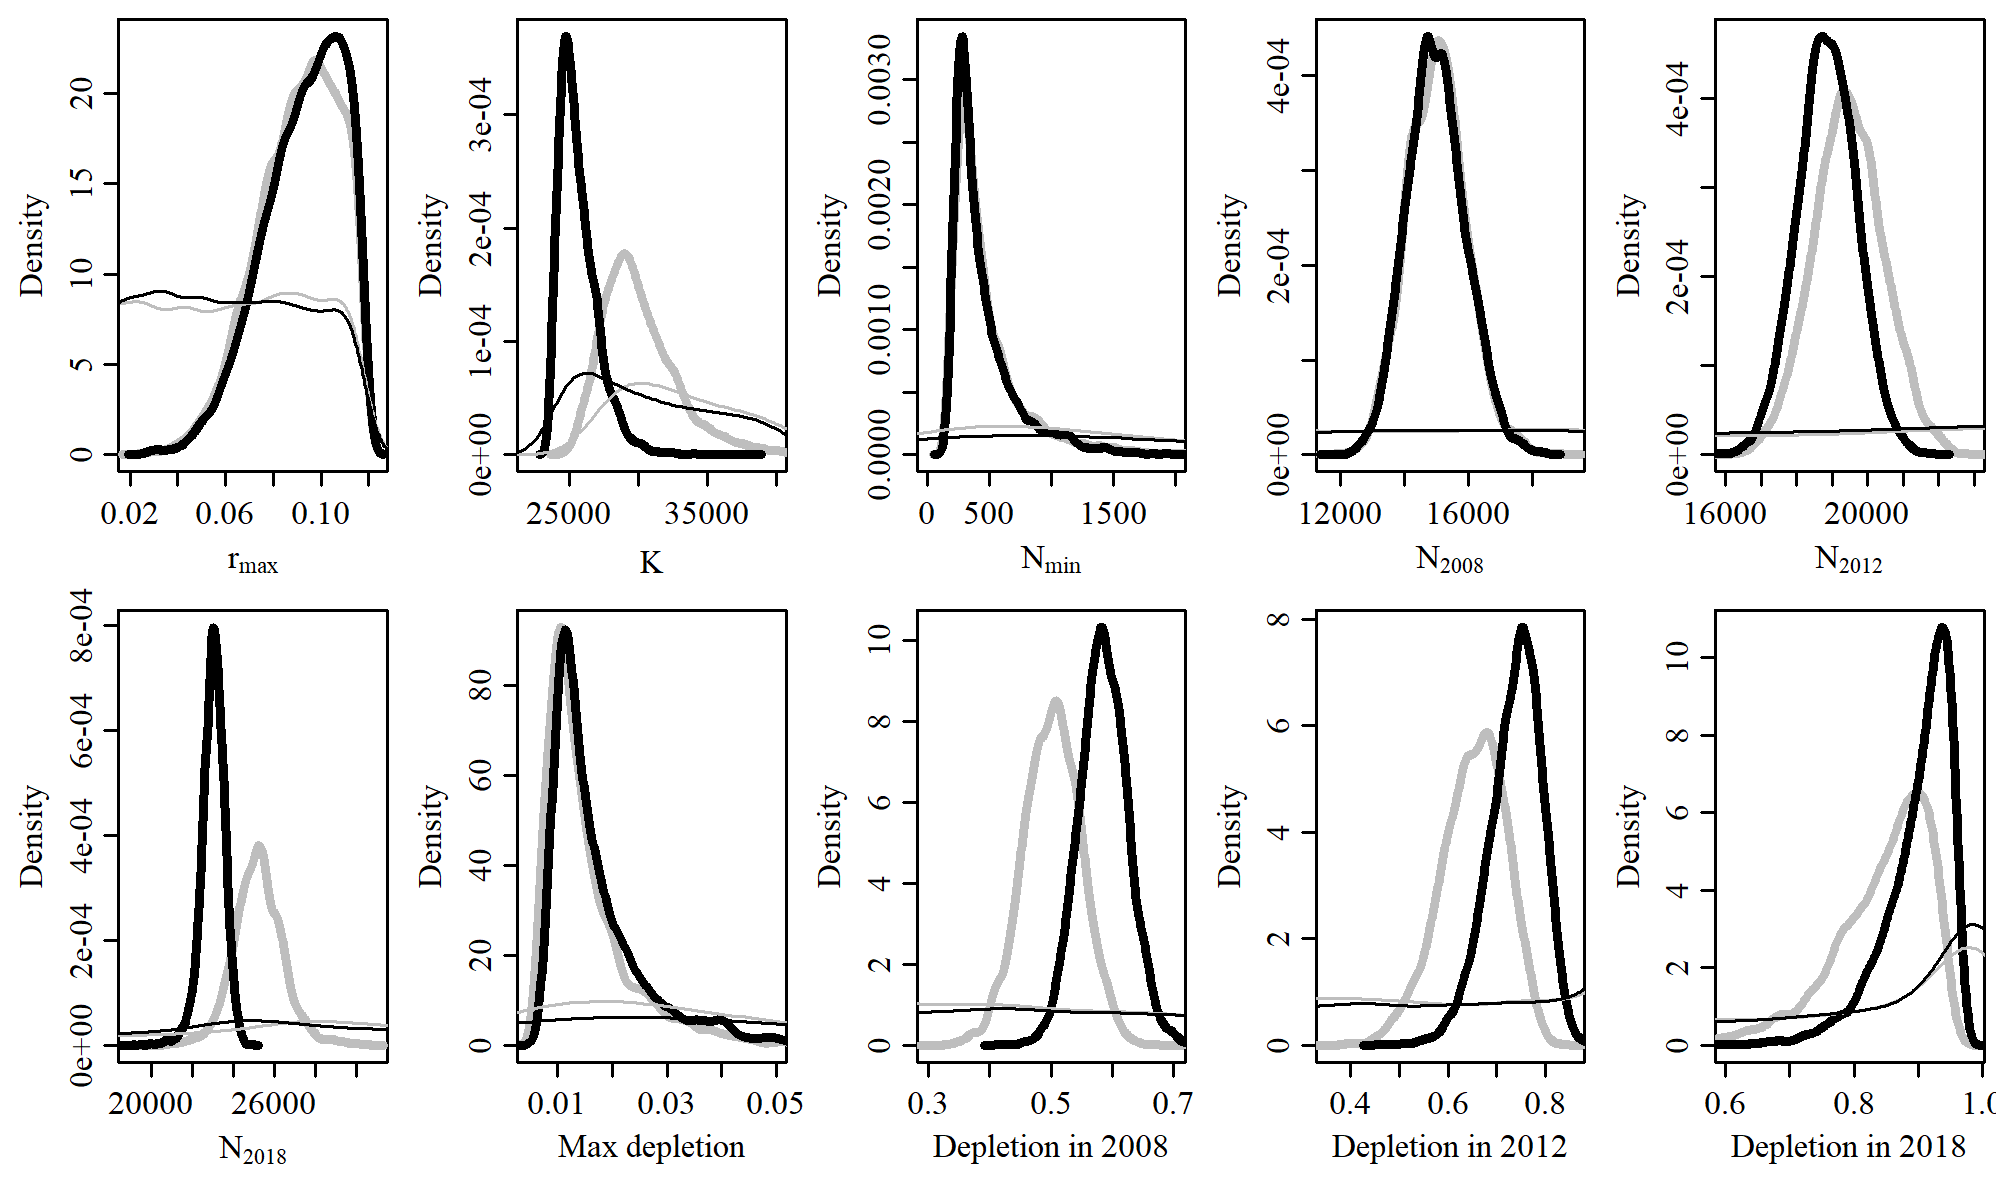 Density
0
5
10
15
20
0.02 0.06 0.10
rmax
Density
0e+00 1e-04 2e-04 3e-04
25000 35000
K
Density
0.0000 0.0010 0.0020 0.0030
0 500 1500
Nmin
Density
0e+00 2e-04 4e-04
12000 16000
N2008
Density
0e+00 2e-04 4e-04
16000 20000
N2012
Density
0e+00 2e-04 4e-04 6e-04 8e-04
20000 26000
N2018
Density
0 20 40 60 80
0.01 0.03 0.05
Max depletion
Density
0 2 4 6 8 10
0.3 0.5 0.7
Depletion in 2008
Density
0 2 4 6 8
0.4 0.6 0.8
Depletion in 2012
Density
0 2 4 6 8 10
0.6 0.8 1.0
Depletion in 2018